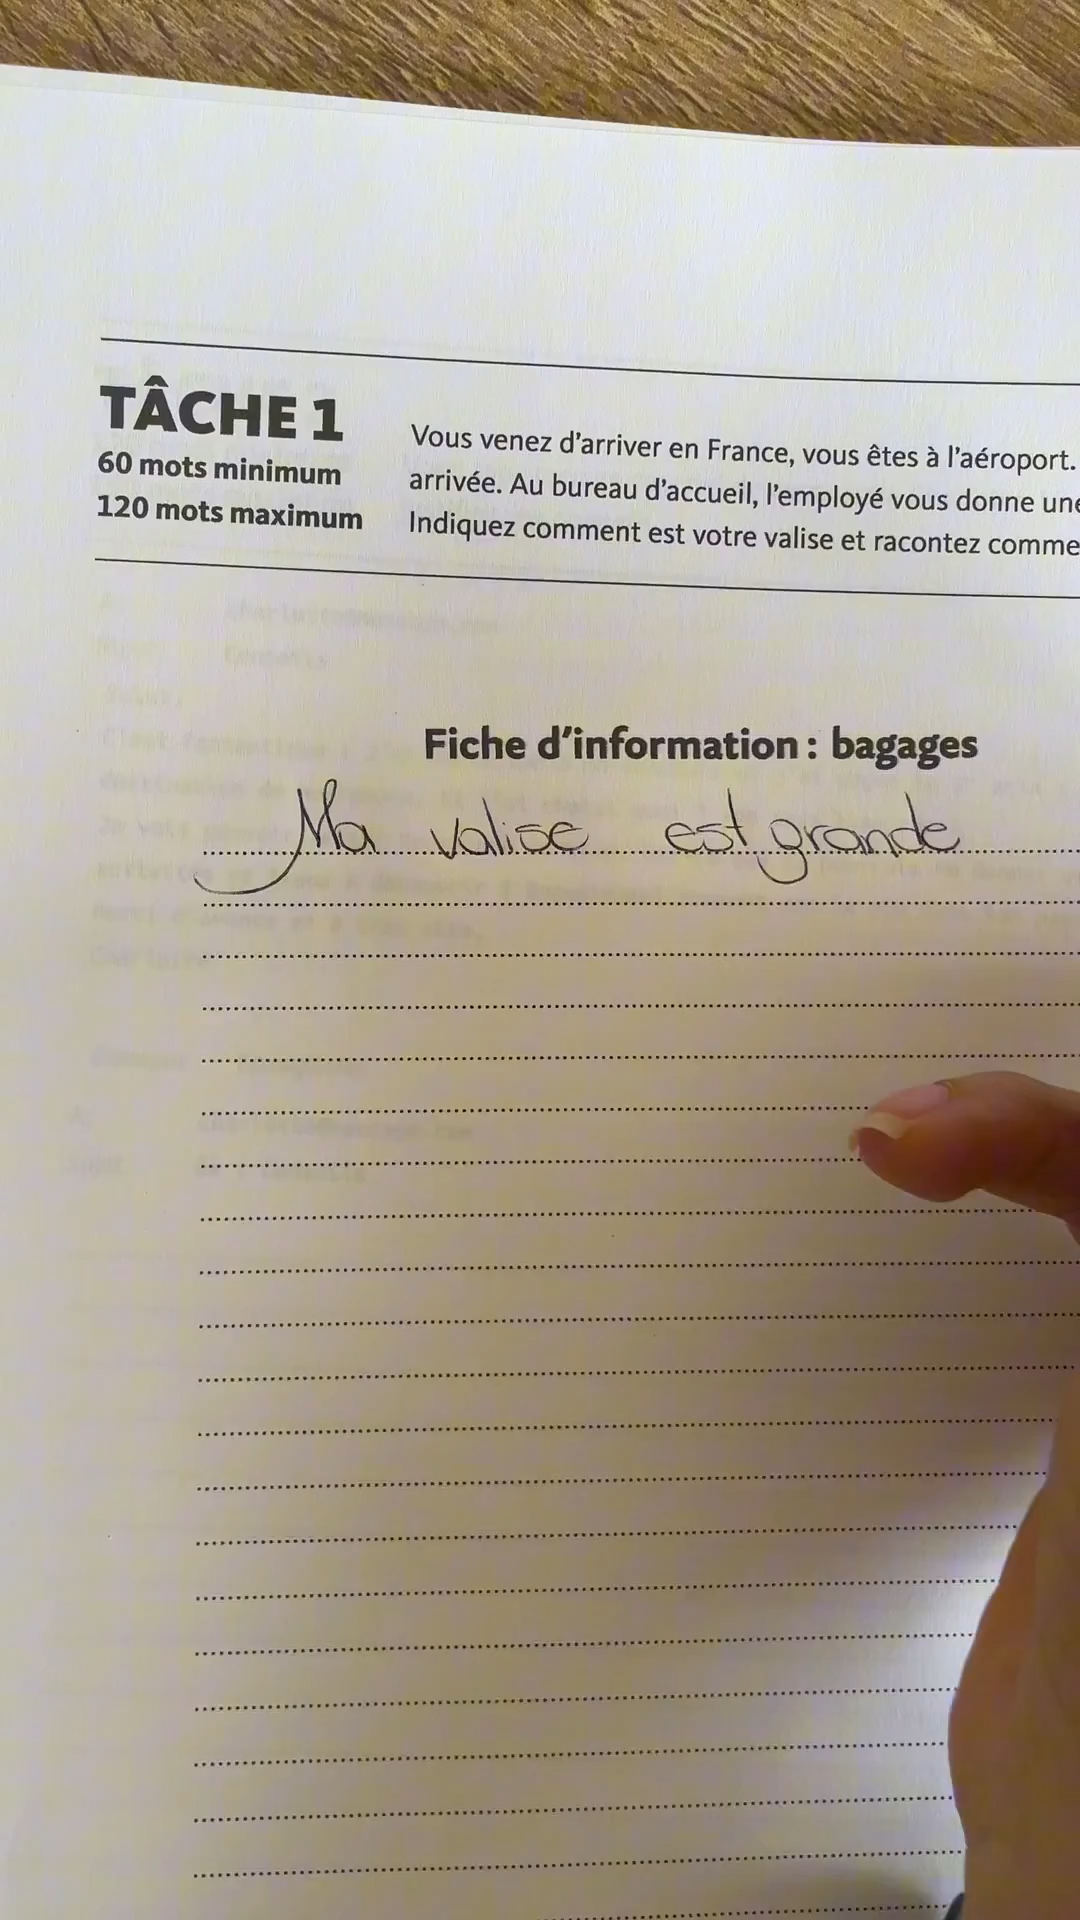 TÂCHE 1
60 mots minimum
120 mots maximum
Vous venez d'arriver en France, vous êtes à l'aéroport.
arrivée. Au bureau d'accueil, l'employé vous donne une
Indiquez comment est votre valise et racontez comme
Fiche d'information : bagages
Ma valise est grande